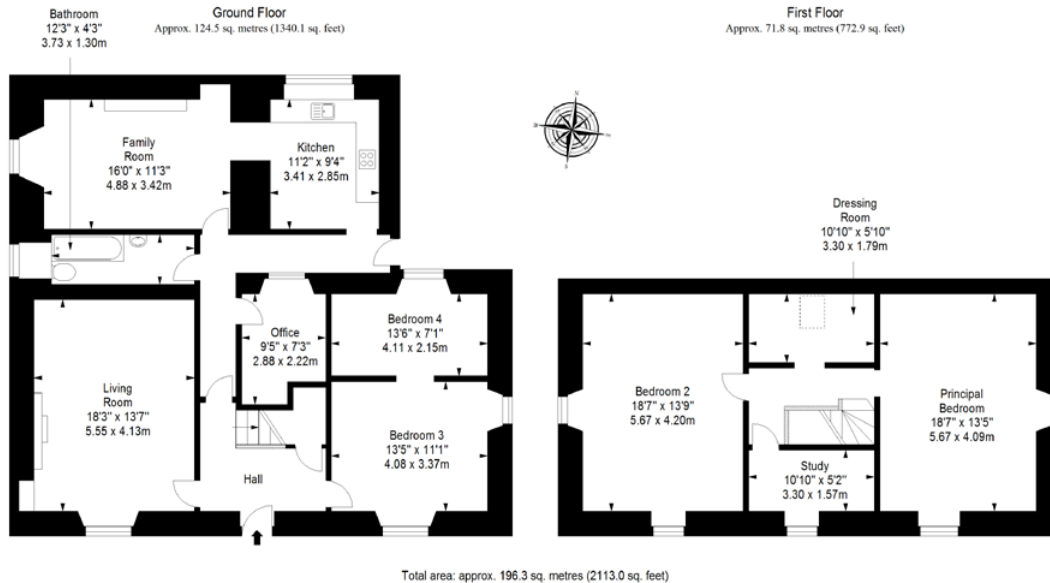 Ground Floor
Approx. 124.5 sq. metres (1340.1 sq. feet)
Bathroom
12'3" x 4'3"
3.73 x 1.30m
Family
Room
16'0" x 11'3"
4.88 x 3.42m
Kitchen
11'2" x 9'4"
3.41 x 2.85m
Office
9'5" x 7'3"
2.88 x 2.22m
Bedroom 4
13'6" x 7'1"
4.11 x 2.15m
Living
Room
18'3" x 13'7"
5.55 x 4.13m
Bedroom 3
13'5" x 11'1"
4.08 x 3.37m
Hall
First Floor
Approx. 71.8 sq. metres (772.9 sq. feet)
N
Dressing
Room
10'10" x 5'10"
3.30 x 1.79m
Bedroom 2
18'7" x 13'9"
5.67 x 4.20m
Principal
Bedroom
18'7" x 13'5"
5.67 x 4.09m
Study
10'10" x 5'2"
3.30 x 1.57m
Total area: approx. 196.3 sq. metres (2113.0 sq. feet)